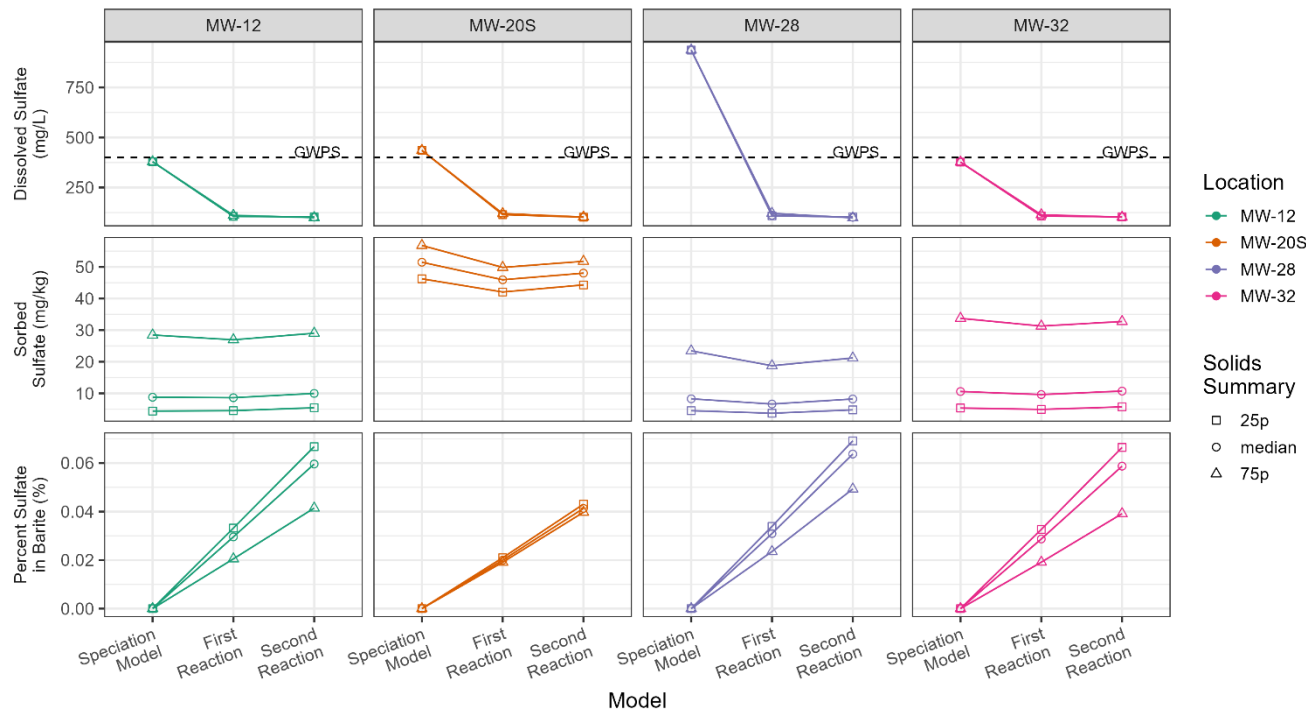 MW-12
MW-20S
MW-28
MW-32
Dissolved Sulfate
(mg/L)
750
500
250
GWPS
GWPS
GWPS
GWPS
Sorbed
Sulfate (mg/kg)
50
40
30
20
10
Percent Sulfate
in Barite (%)
0.06
0.04
0.02
0.00
Speciation
Model
First
Reaction
Second
Reaction
Speciation
Model
First
Reaction
Second
Reaction
Speciation
Model
First
Reaction
Second
Reaction
Speciation
Model
First
Reaction
Second
Reaction
Model
Location
MW-12
MW-20S
MW-28
MW-32
Solids
Summary
25p
median
75p